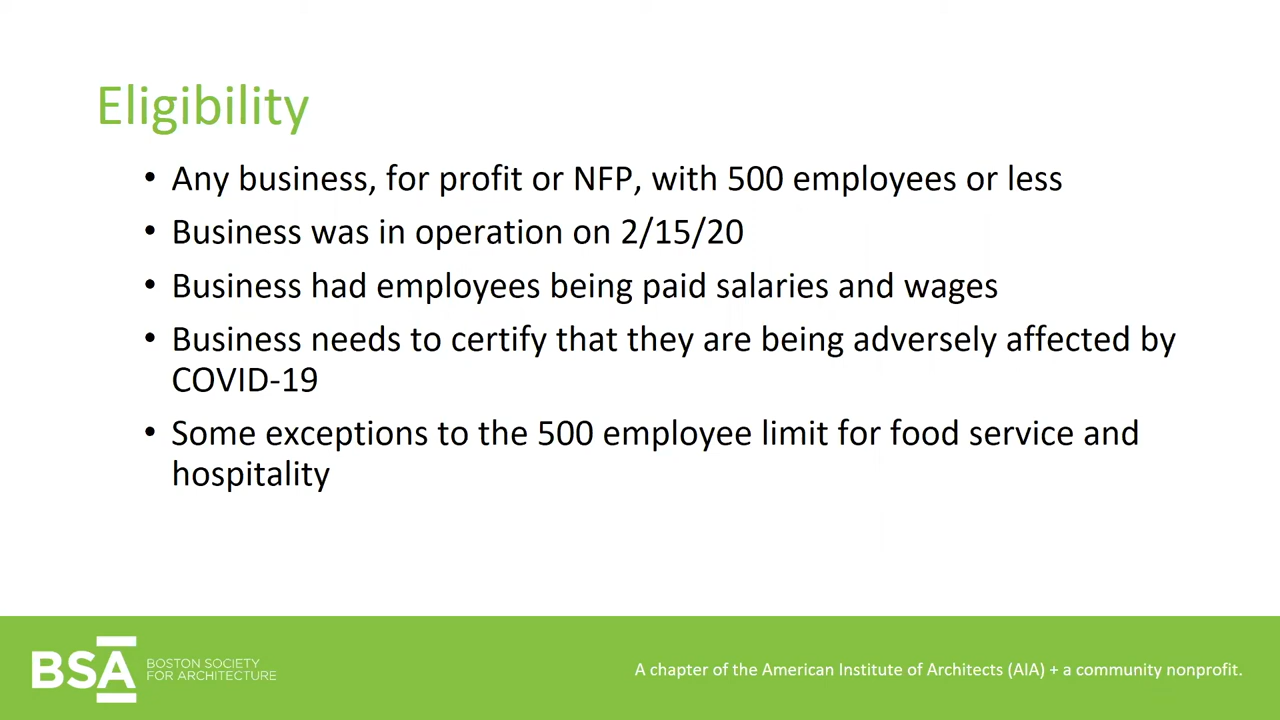 Eligibility
• Any business, for profit or NFP, with 500 employees or less
• Business was in operation on 2/15/20
• Business had employees being paid salaries and wages
• Business needs to certify that they are being adversely affected by
COVID-19
• Some exceptions to the 500 employee limit for food service and
hospitality
BSA
BOSTON SOCIETY
FOR ARCHITECTURE
A chapter of the American Institute of Architects (AIA) + a community nonprofit.